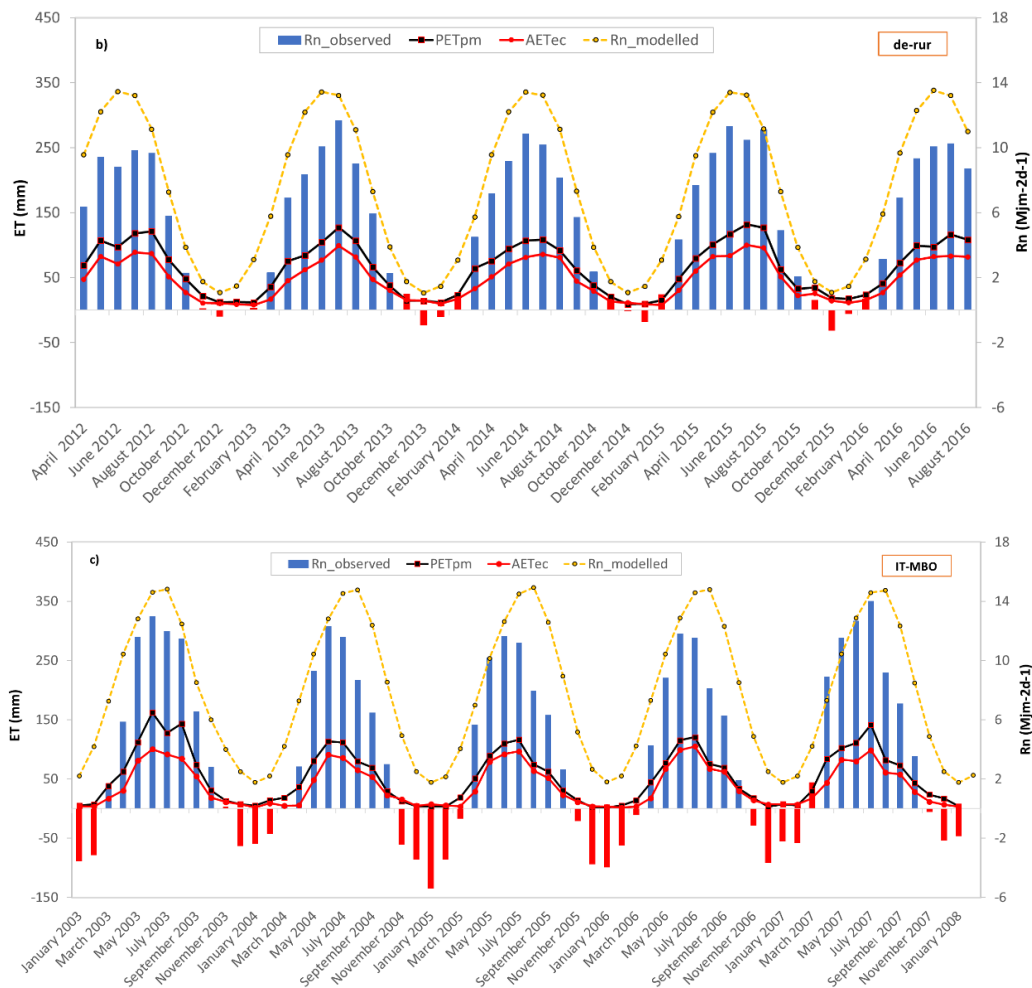 450
18
b)
Rn_observed
PETpm
AETec
Rn_modelled
de-rur
350
14
250
10
150
6
50
2
-50
-2
-150
-6
ET (mm)
Rn (Mjm-2d-1)
April 2012
June 2012
August 2012
October 2012
December 2012
February 2013
April 2013
June 2013
August 2013
October 2013
December 2013
February 2014
April 2014
June 2014
August 2014
October 2014
December 2014
February 2015
April 2015
June 2015
August 2015
October 2015
December 2015
February 2016
April 2016
June 2016
August 2016
450
18
c)
Rn_observed
PETpm
AETec
Rn_modelled
IT-MBO
350
14
250
10
150
6
50
2
-50
-2
-150
-6
ET (mm)
Rn (Mjm-2d-1)
January 2003
March 2003
May 2003
July 2003
September 2003
November 2003
January 2004
March 2004
May 2004
July 2004
September 2004
November 2004
January 2005
March 2005
May 2005
July 2005
September 2005
November 2005
January 2006
March 2006
May 2006
July 2006
September 2006
November 2006
January 2007
March 2007
May 2007
July 2007
September 2007
November 2007
January 2008